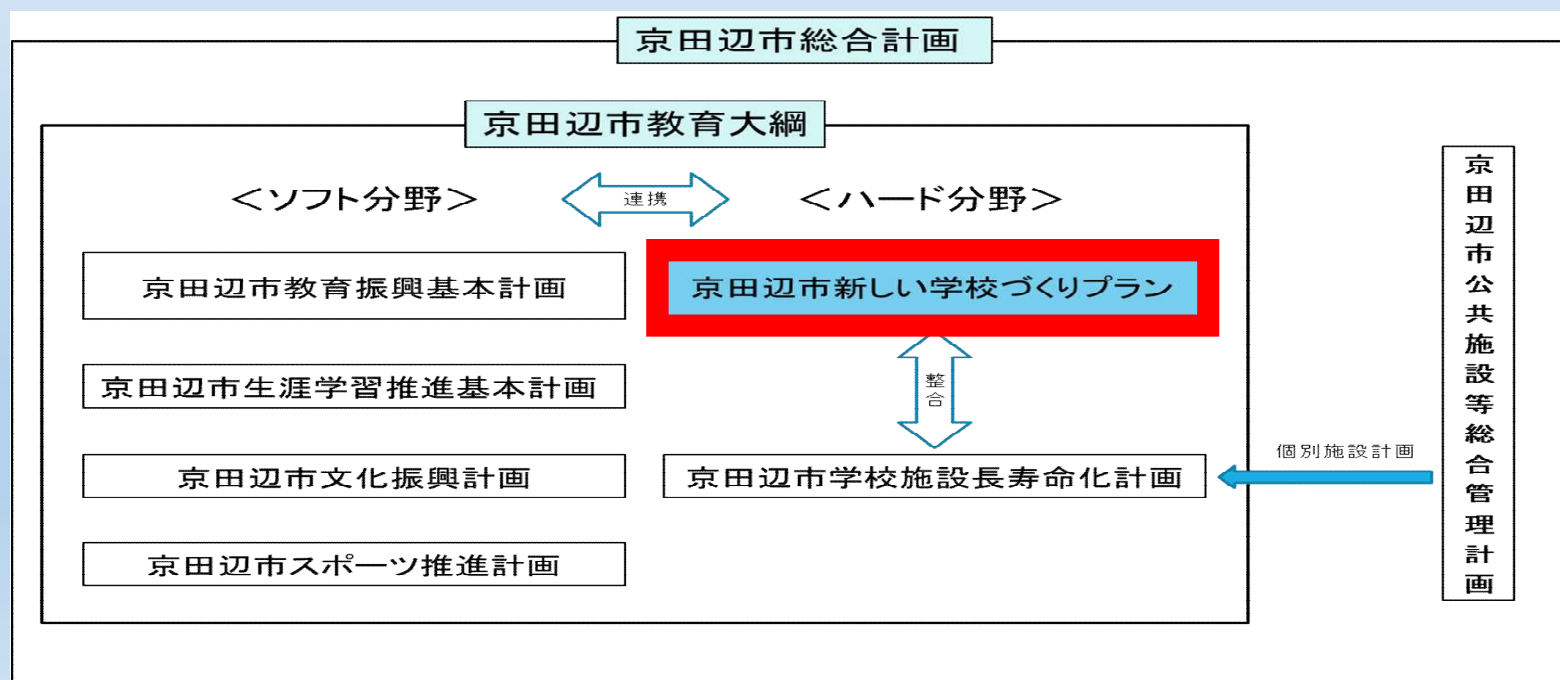 京田辺市総合計画
京田辺市教育大綱
＜ソフト分野＞
連携
＜ハード分野＞
京田辺市教育振興基本計画
京田辺市新しい学校づくりプラン
京田辺市生涯学習推進基本計画
整合
京田辺市文化振興計画
京田辺市学校施設長寿命化計画
京田辺市スポーツ推進計画
個別施設計画
京田辺市公共施設等総合管理計画